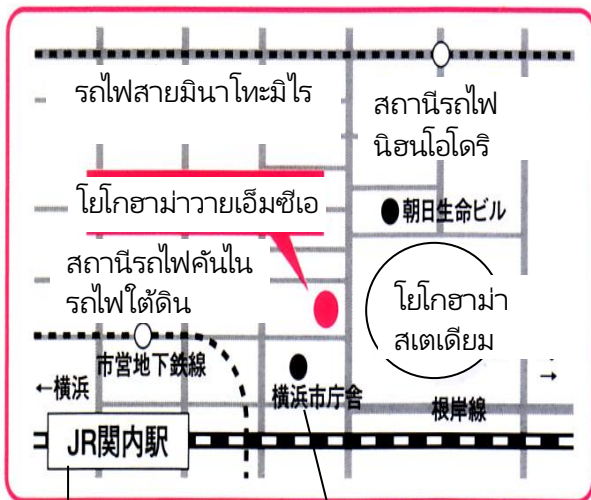 รถไฟสายมินาโทะมิไร
สถานีรถไฟ
นิฮนโอโดริ
โยโกฮาม่าวายเอ็มซีเอ
●朝日生命ビル
สถานีรถไฟคันไน
รถไฟใต้ดิน
โยโกฮาม่า
สเตเดียม
市営地下鉄線
←横浜
横浜市庁舎
→
根岸線
JR関内駅